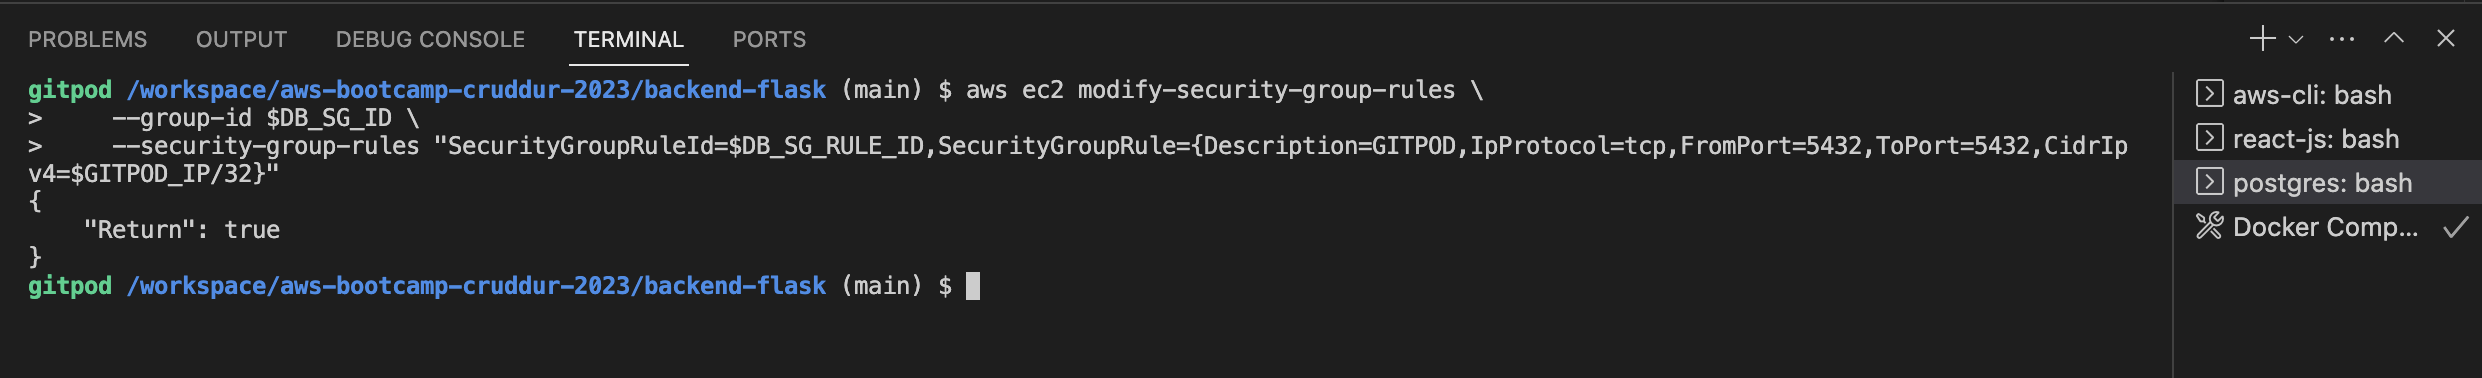 PROBLEMS OUTPUT DEBUG CONSOLE TERMINAL PORTS
gitpod /workspace/aws-bootcamp-cruddur-2023/backend-flask (main) $ aws ec2 modify-security-group-rules \
>     --group-id $DB_SG_ID \
>     --security-group-rules "SecurityGroupRuleId=$DB_SG_RULE_ID,SecurityGroupRule={Description=GITPOD,IpProtocol=tcp,FromPort=5432,ToPort=5432,CidrIp
v4=$GITPOD_IP/32}"
{
    "Return": true
}
gitpod /workspace/aws-bootcamp-cruddur-2023/backend-flask (main) $
aws-cli: bash
react-js: bash
postgres: bash
Docker Comp...